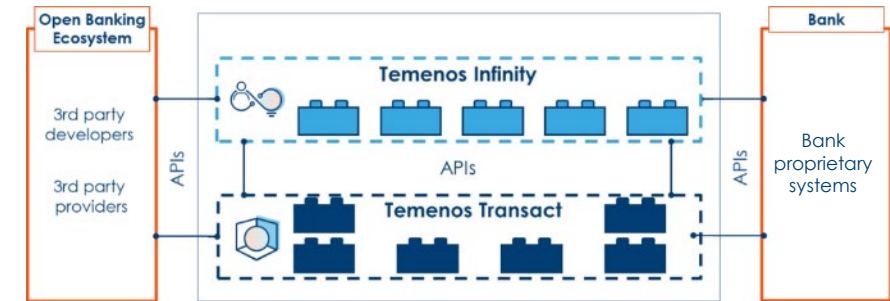 Open Banking
Ecosystem
3rd party
developers
3rd party
providers
APIs
Temenos Infinity
APIs
Temenos Transact
APIs
Bank
Bank
proprietary
systems